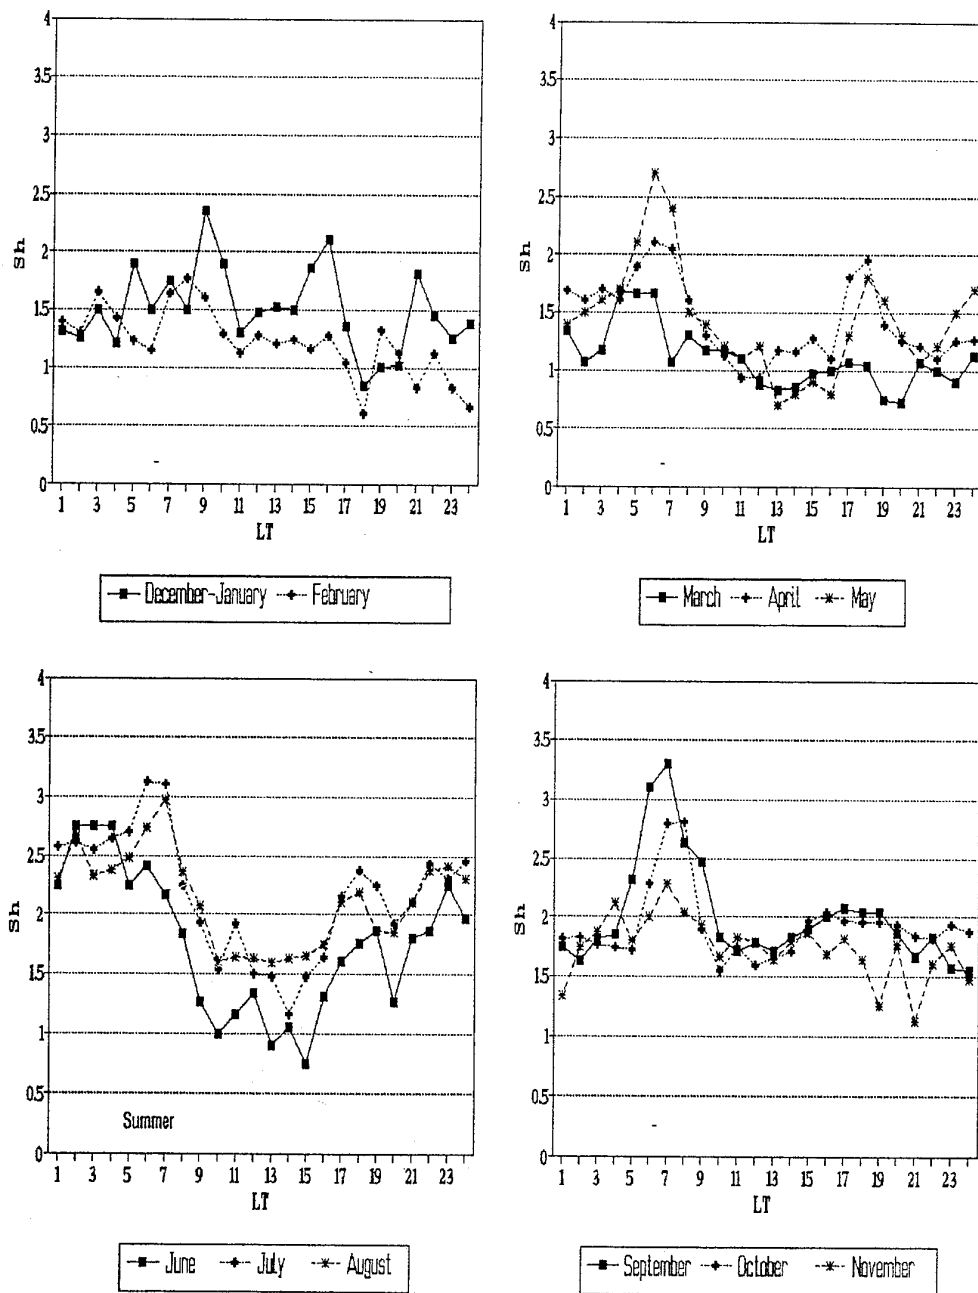 4
3.5
3
2.5
2
1.5
1
0.5
0
Sh
1 3 5 7 9 11 13 15 17 19 21 23
LT
December-January February
4
3.5
3
2.5
2
1.5
1
0.5
0
Sh
1 3 5 7 9 11 13 15 17 19 21 23
LT
March April May
4
3.5
3
2.5
2
1.5
1
0.5
0
Sh
Summer
1 3 5 7 9 11 13 15 17 19 21 23
LT
June July August
4
3.5
3
2.5
2
1.5
1
0.5
0
Sh
1 3 5 7 9 11 13 15 17 19 21 23
LT
September October November